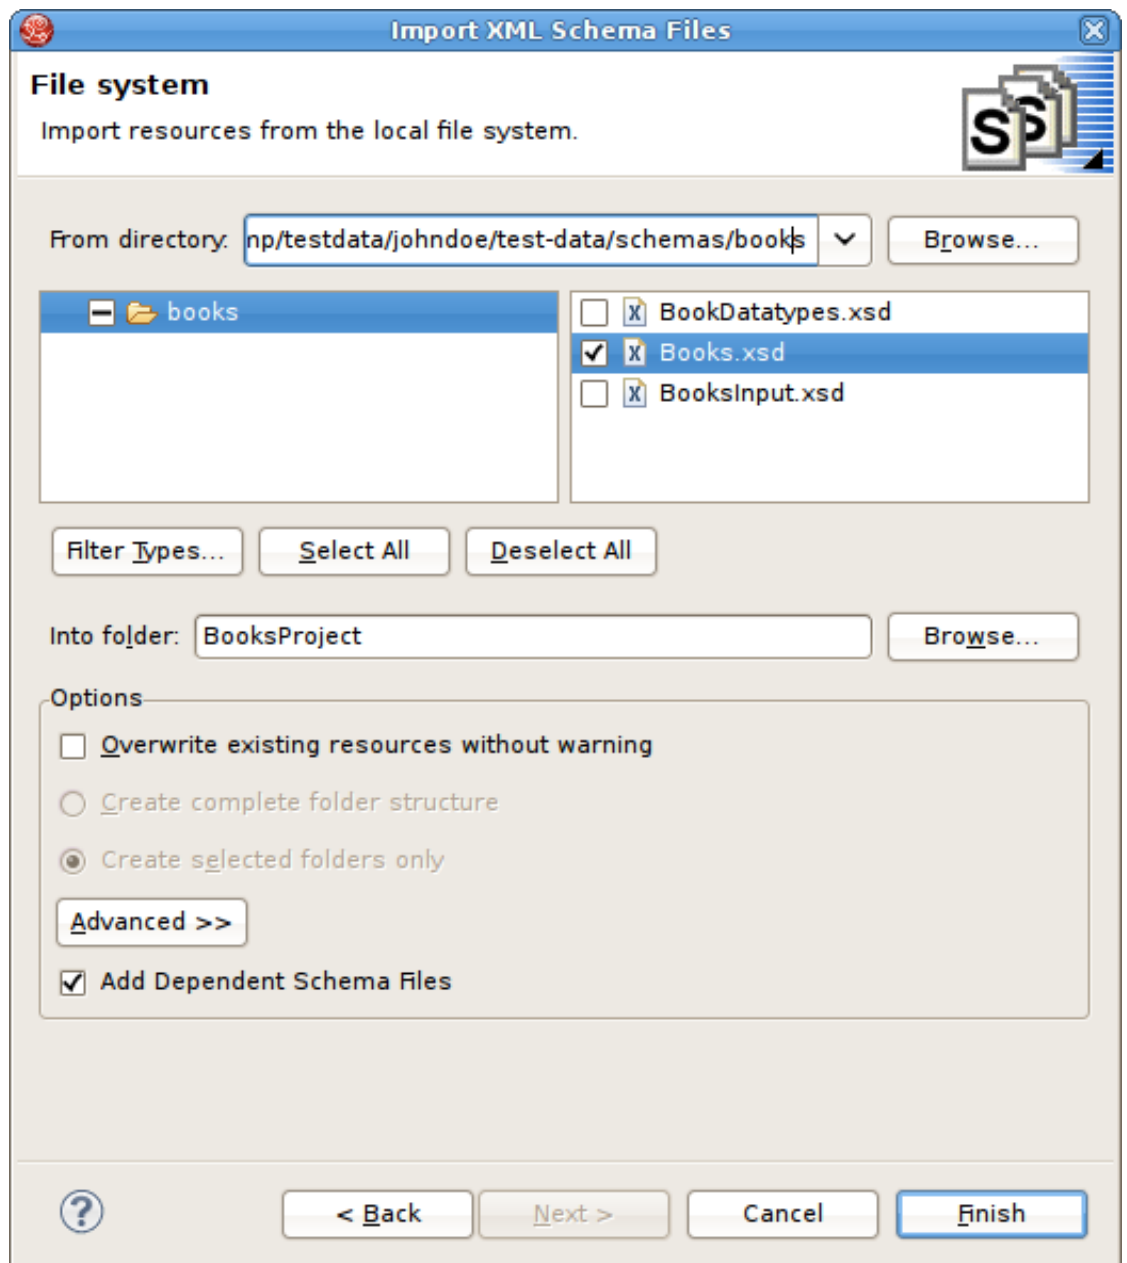 Import XML Schema Files
File system
Import resources from the local file system.
S S
From directory: np/testdata/johndoe/test-data/schemas/books Browse...
books
BookDatatypes.xsd
Books.xsd
BooksInput.xsd
Filter Types... Select All Deselect All
Into folder: BooksProject Browse...
Options
Overwrite existing resources without warning
Create complete folder structure
Create selected folders only
Advanced >>
Add Dependent Schema Files
? < Back Next > Cancel Finish